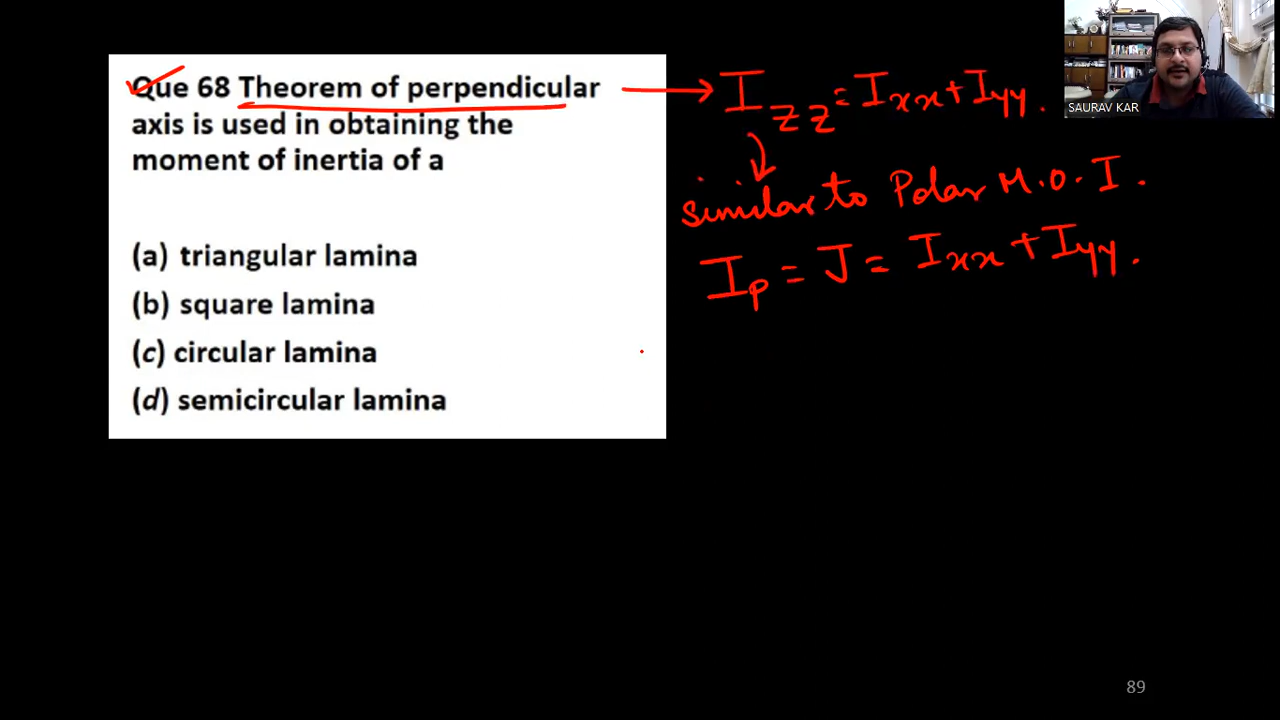 Que 68 Theorem of perpendicular
axis is used in obtaining the
moment of inertia of a
(a) triangular lamina
(b) square lamina
(c) circular lamina
(d) semicircular lamina
I zz = Ixx + Iyy.
similar to Polar M.O.I.
Ip = J = Ixx + Iyy.
SAURAV KAR
89